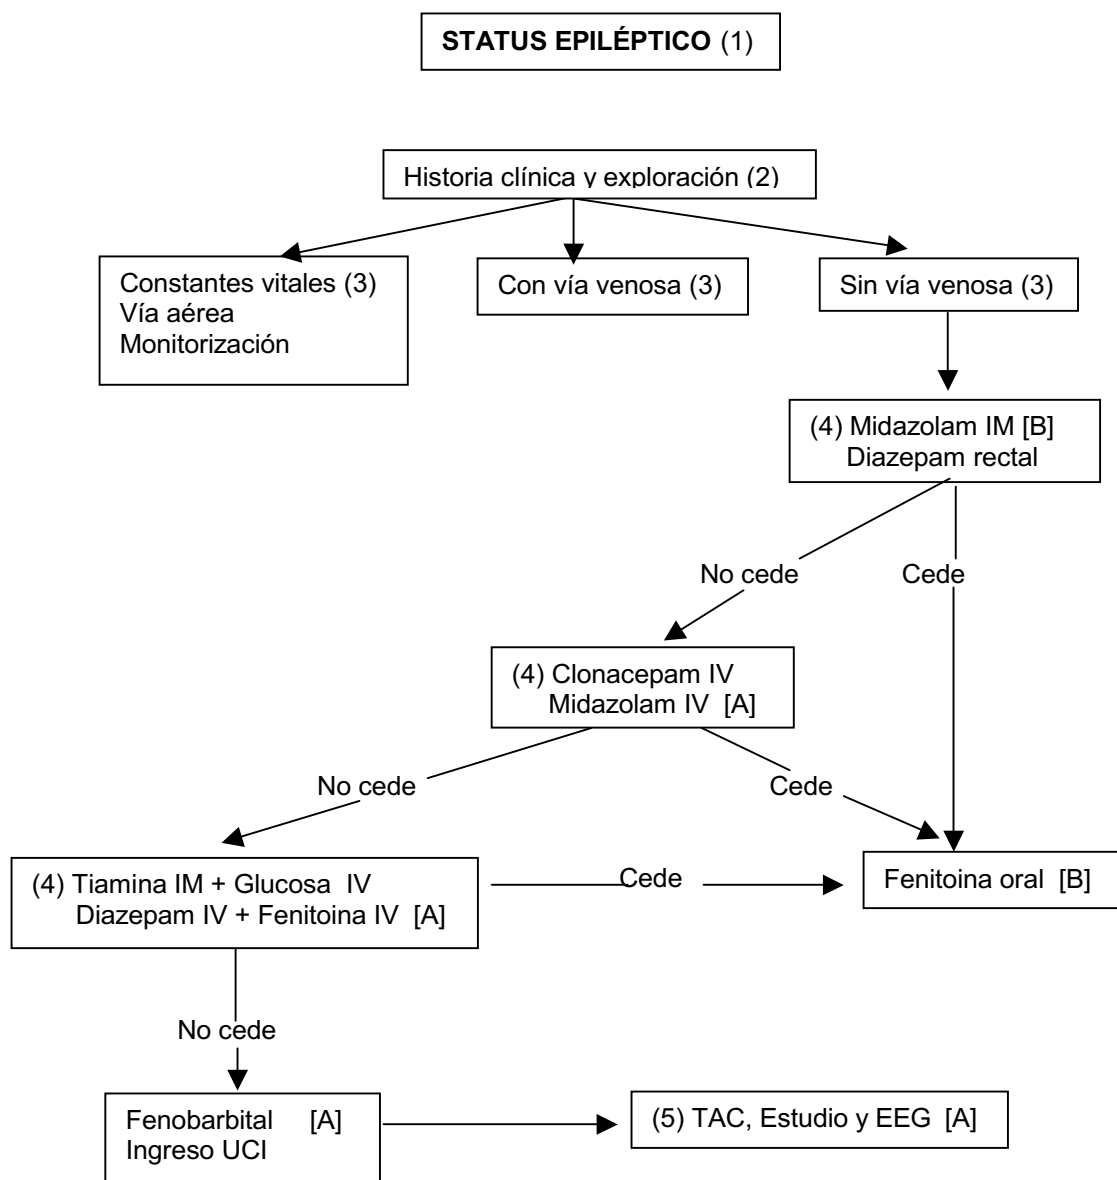 STATUS EPILÉPTICO (1)
Historia clínica y exploración (2)
Constantes vitales (3)
Vía aérea
Monitorización
Con vía venosa (3)
Sin vía venosa (3)
(4) Midazolam IM [B]
Diazepam rectal
No cede
Cede
(4) Clonacepam IV
Midazolam IV [A]
No cede
Cede
(4) Tiamina IM + Glucosa IV
Diazepam IV + Fenitoina IV [A]
Cede
Fenitoina oral [B]
No cede
Fenobarbital [A]
Ingreso UCI
(5) TAC, Estudio y EEG [A]